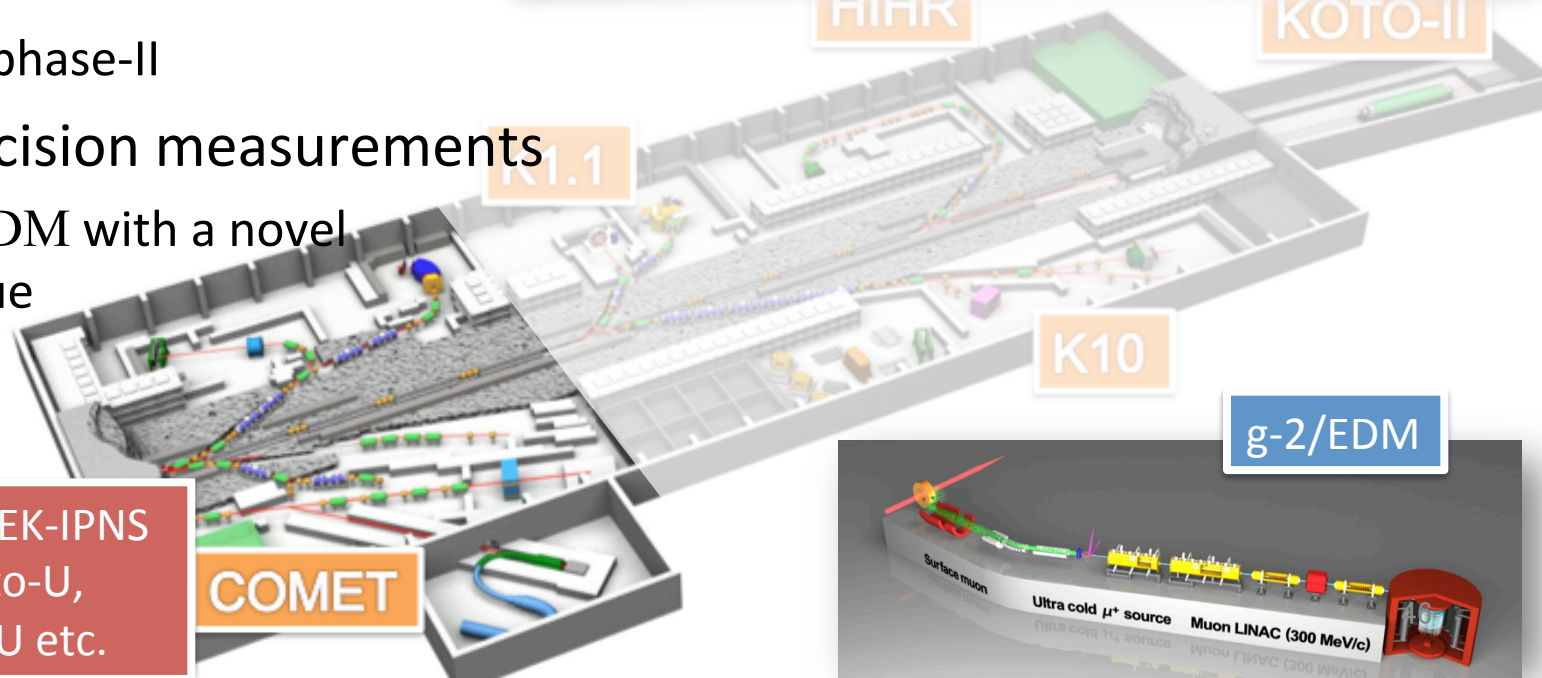 HIHR
KOTO-II
phase-II
cision measurements
K1.1
DM with a novel
ue
K10
g-2/EDM
EK-IPNS
to-U,
U etc.
COMET
Surface muon
Ultra cold μ+ source
Muon LINAC (300 MeV/c)